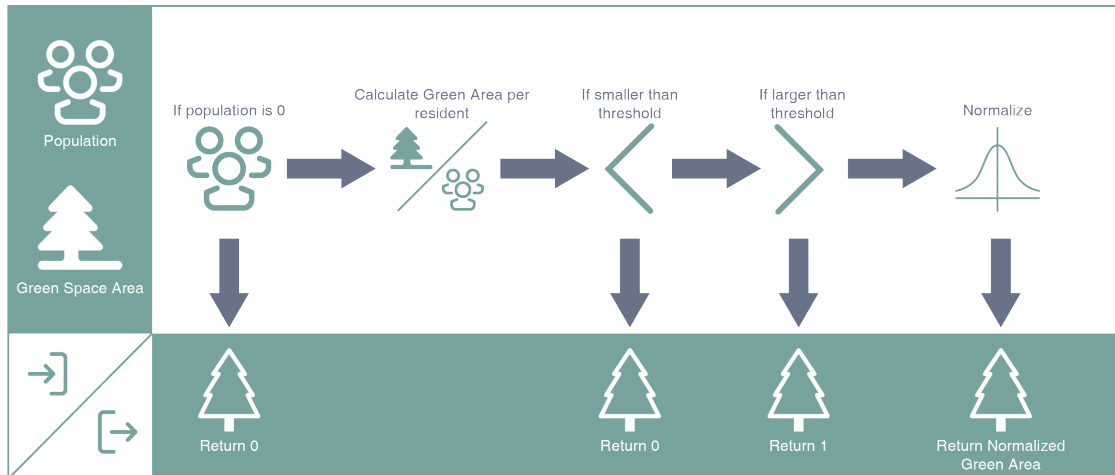 Population
Green Space Area
If population is 0
Calculate Green Area per
resident
If smaller than
threshold
If larger than
threshold
Normalize
Return 0
Return 0
Return 1
Return Normalized
Green Area